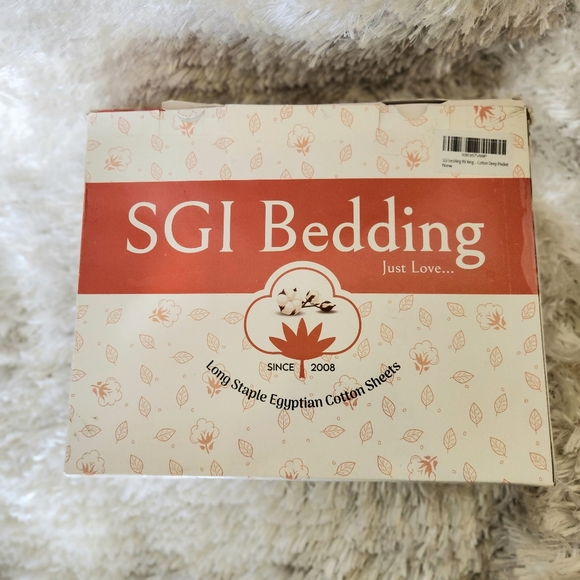 SGI Bedding
Just Love...
SINCE 2008
Long Staple Egyptian Cotton Sheets